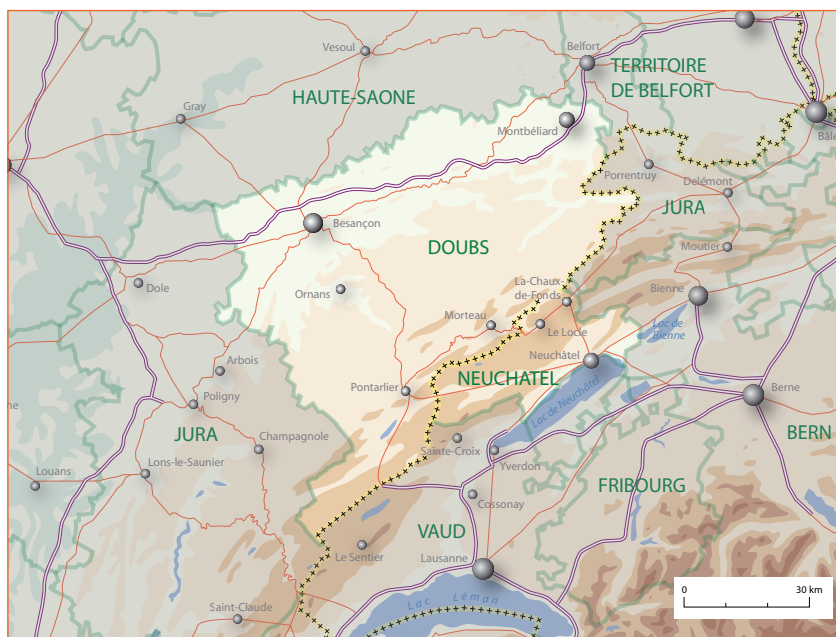 Vesoul
Belfort
TERRITOIRE
DE BELFORT
HAUTE-SAONE
Gray
Montbéliard
Bâle
Porrentruy
Delémont
JURA
Besançon
DOUBS
Moutier
La-Chaux-
de-Fonds
Dole
Ornans
Bienne
Morteau
Le Locle
Lac de
Bienne
Neuchâtel
Arbois
NEUCHATEL
Pontarlier
Lac de Neuchâtel
Berne
Poligny
ne
JURA
Champagnole
BERN
Sainte-Croix
Yverdon
Louans
Lons-le-Saunier
FRIBOURG
Cossonay
VAUD
Le Sentier
Lausanne
Lac Léman
Saint-Claude
0 30 km